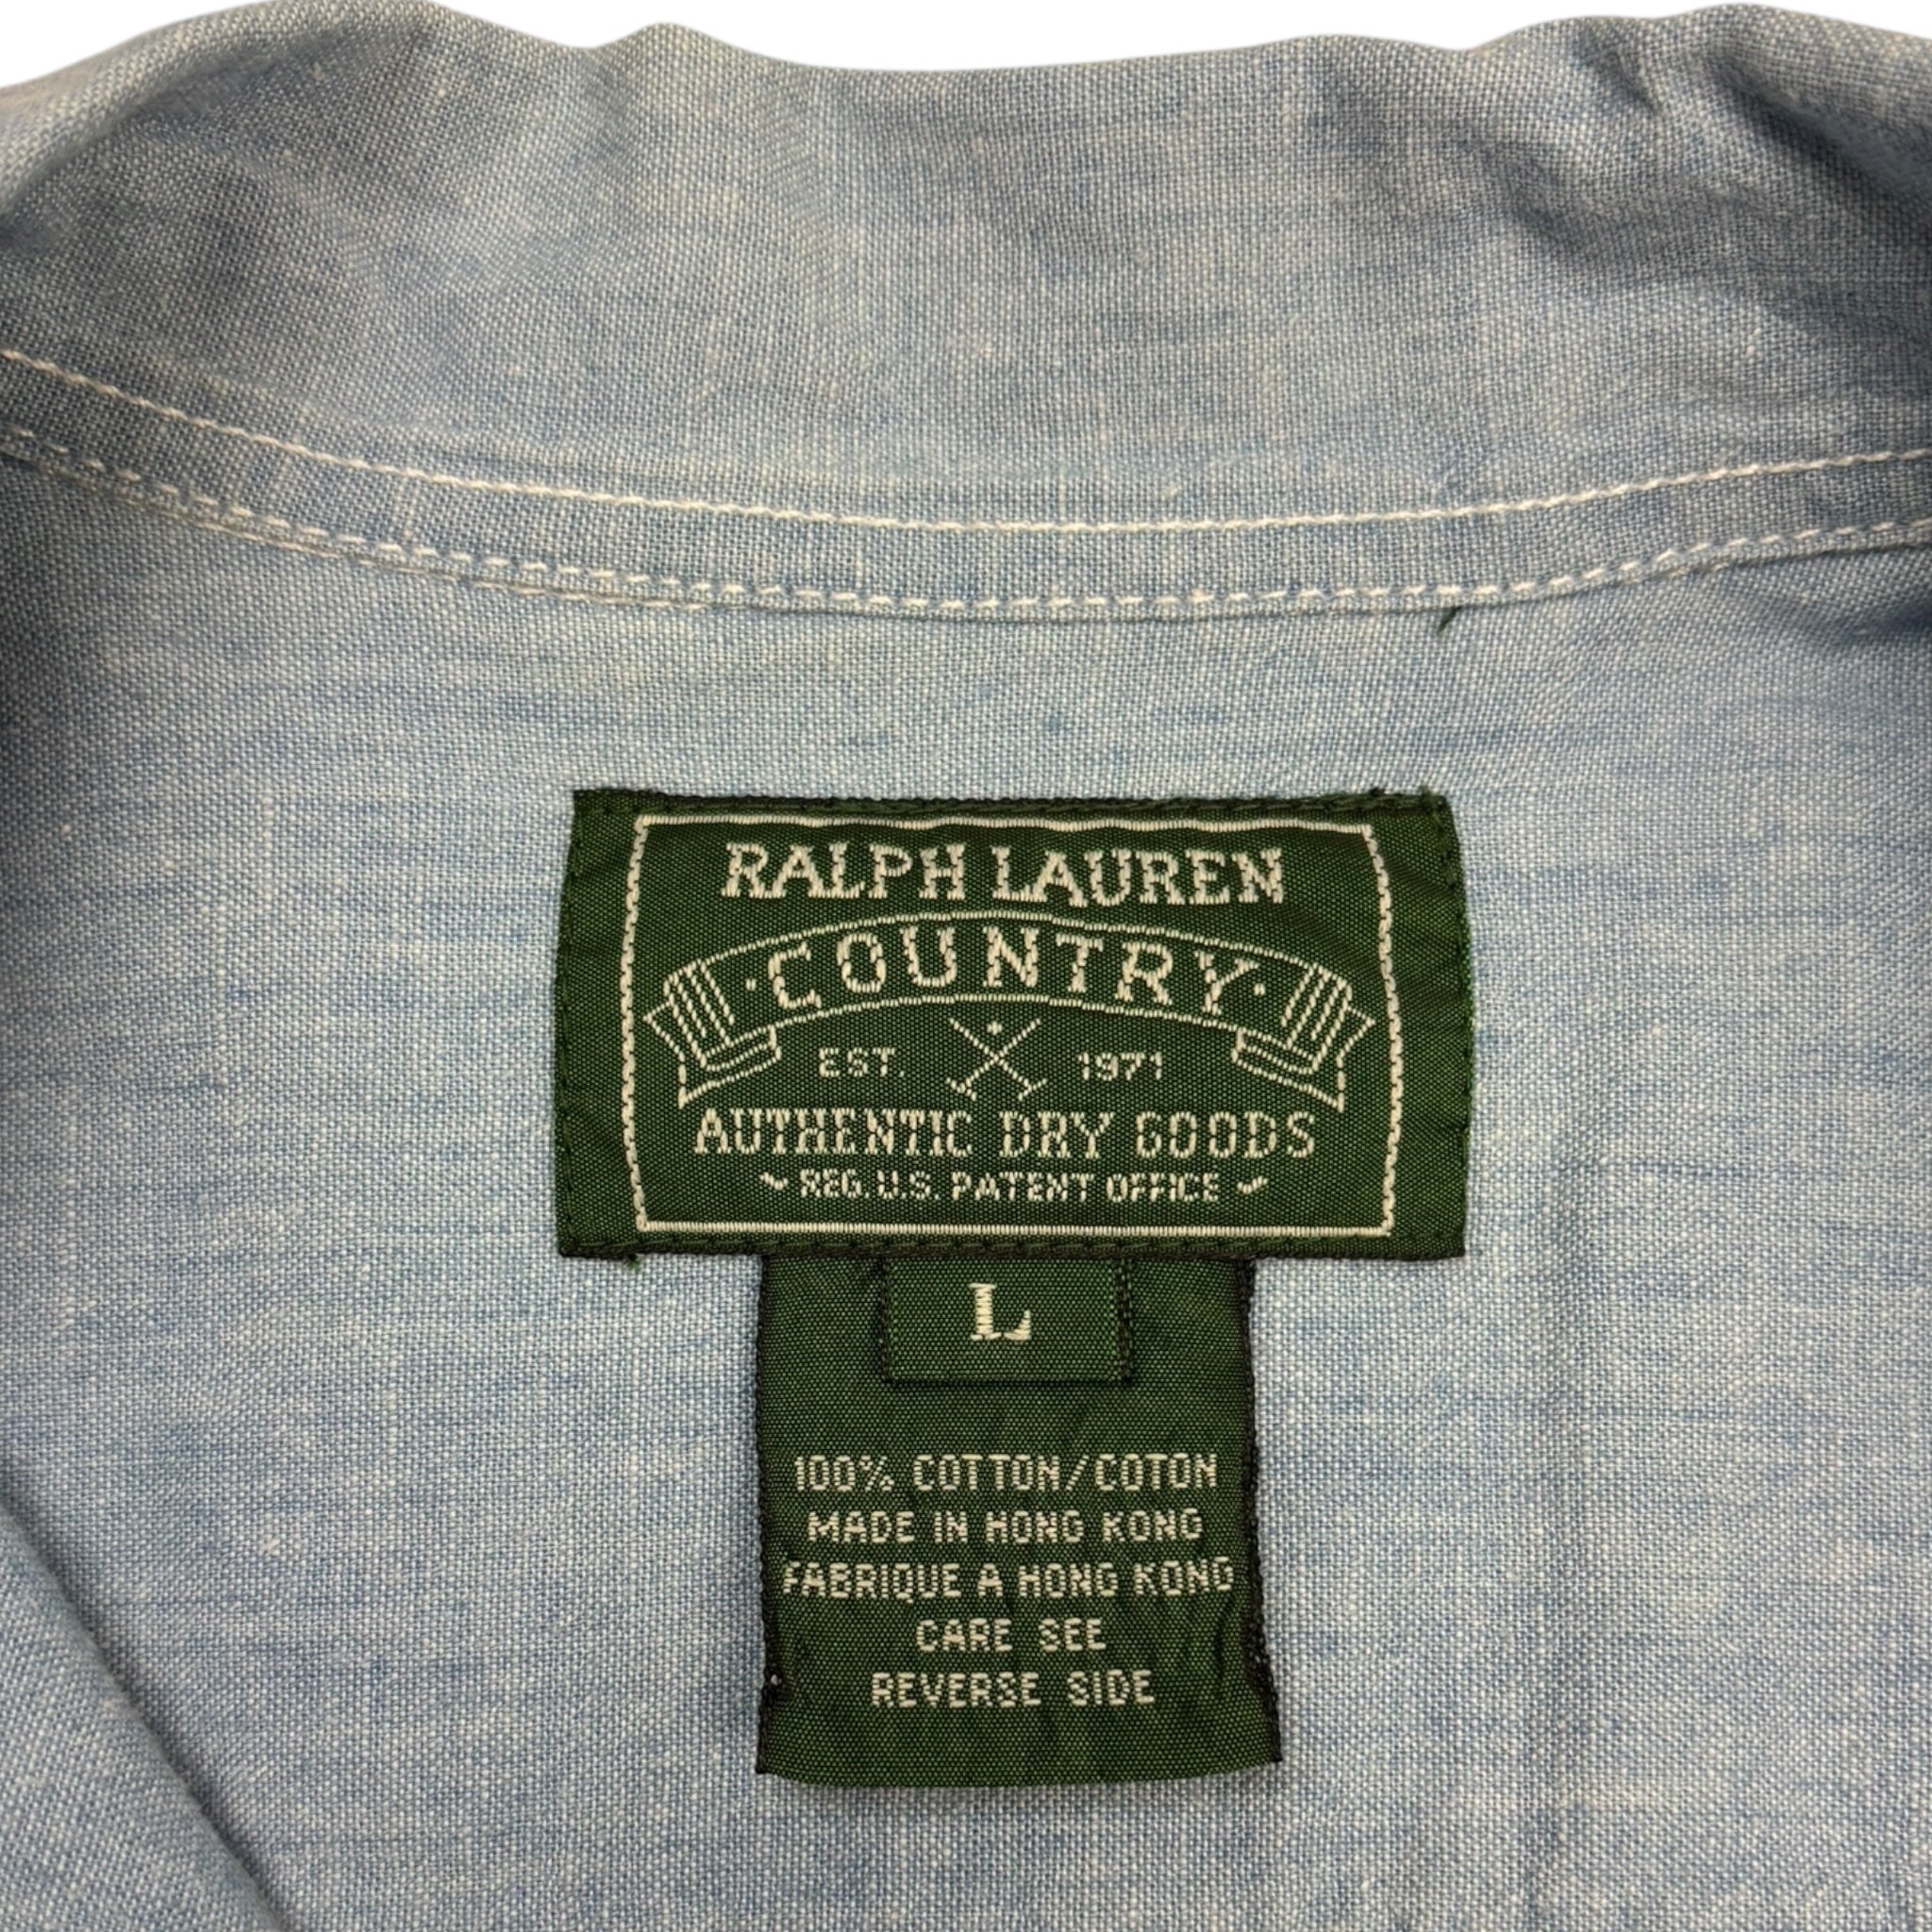 RALPH LAUREN
·COUNTRY·
EST. 1971
AUTHENTIC DRY GOODS
~ REG. U.S. PATENT OFFICE ~
L
100% COTTON/COTON
MADE IN HONG KONG
FABRIQUE A HONG KONG
CARE SEE
REVERSE SIDE